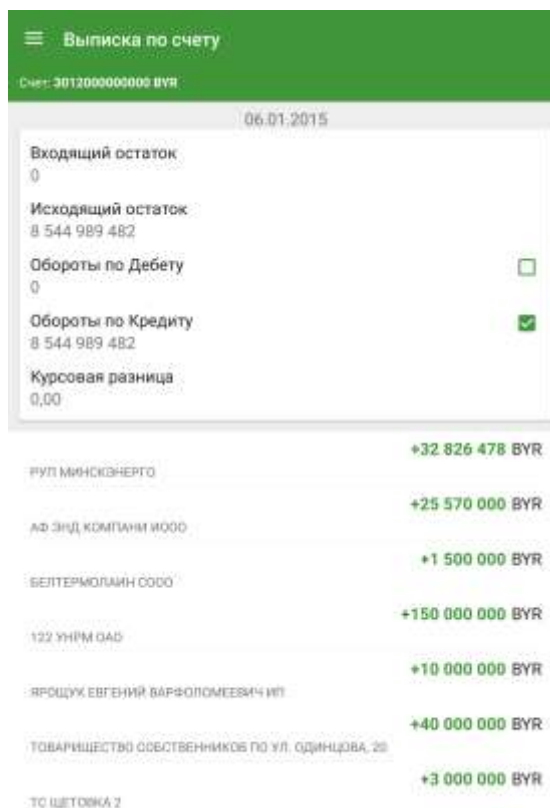 Выписка по счету
Счет: 3012000000000 BYR
06.01.2015
Входящий остаток
0
Исходящий остаток
8 544 989 482
Обороты по Дебету
0
Обороты по Кредиту
8 544 989 482
Курсовая разница
0,00
+32 826 478 BYR
РУП МИНСКЭНЕРГО
+25 570 000 BYR
АФ ЭНД КОМПАНИ ИООО
+1 500 000 BYR
БЕЛТЕРМОЛАИН СООО
+150 000 000 BYR
122 УНРМ ОАО
+10 000 000 BYR
ЯРОЩУК ЕВГЕНИЙ ВАРФОЛОМЕЕВИЧ ИП
+40 000 000 BYR
ТОВАРИЩЕСТВО СОБСТВЕННИКОВ ПО УЛ. ОДИНЦОВА, 20
+3 000 000 BYR
ТС ЩЕТОВКА 2